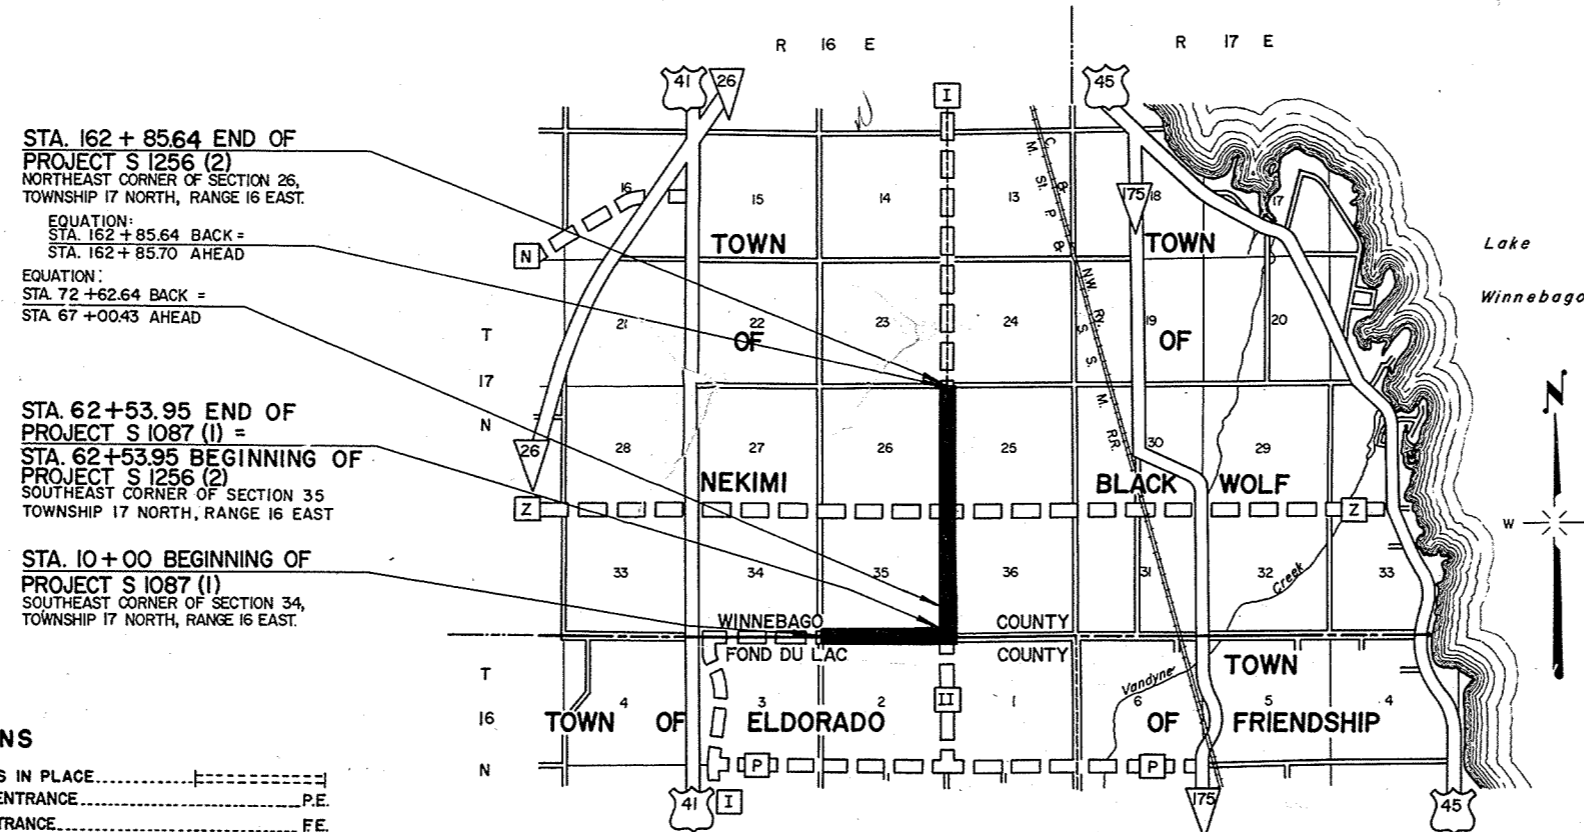 R 16 E
R 17 E
41
26
I
45
STA. 162 + 85.64 END OF
PROJECT S 1256 (2)
NORTHEAST CORNER OF SECTION 26,
TOWNSHIP 17 NORTH, RANGE 16 EAST.
EQUATION:
STA. 162 + 85.64 BACK =
STA. 162 + 85.70 AHEAD
EQUATION:
STA. 72 +62.64 BACK =
STA. 67 +00.43 AHEAD
STA. 62+53.95 END OF
PROJECT S 1087 (1) =
STA. 62+53.95 BEGINNING OF
PROJECT S 1256 (2)
SOUTHEAST CORNER OF SECTION 35
TOWNSHIP 17 NORTH, RANGE 16 EAST
STA. 10 + 00 BEGINNING OF
PROJECT S 1087 (1)
SOUTHEAST CORNER OF SECTION 34,
TOWNSHIP 17 NORTH, RANGE 16 EAST.
C. M. St. P. & P. &
NW. Ry. S. S. M. R.R.
16 15 14 13 175 18 17
N TOWN TOWN
Lake
Winnebago
T
17
N
21 22 23 24 19 20
OF OF
26 28 27 26 25 30 29
NEKIMI BLACK WOLF
Z Z
N
W
33 34 35 36 31 32 33
Creek
WINNEBAGO COUNTY
FOND DU LAC COUNTY
TOWN
Vandyne
T
16
N
4 3 2 II 1 6 5 4
TOWN OF ELDORADO OF FRIENDSHIP
P P
41 I 175 45
NS
S IN PLACE
ENTRANCE P.E.
TRANCE F.E.